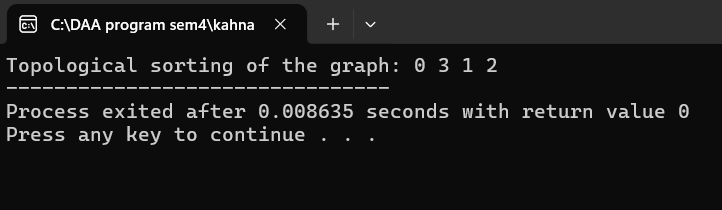 C:\DAA program sem4\kahna
Topological sorting of the graph: 0 3 1 2
--------------------------------
Process exited after 0.008635 seconds with return value 0
Press any key to continue . . .